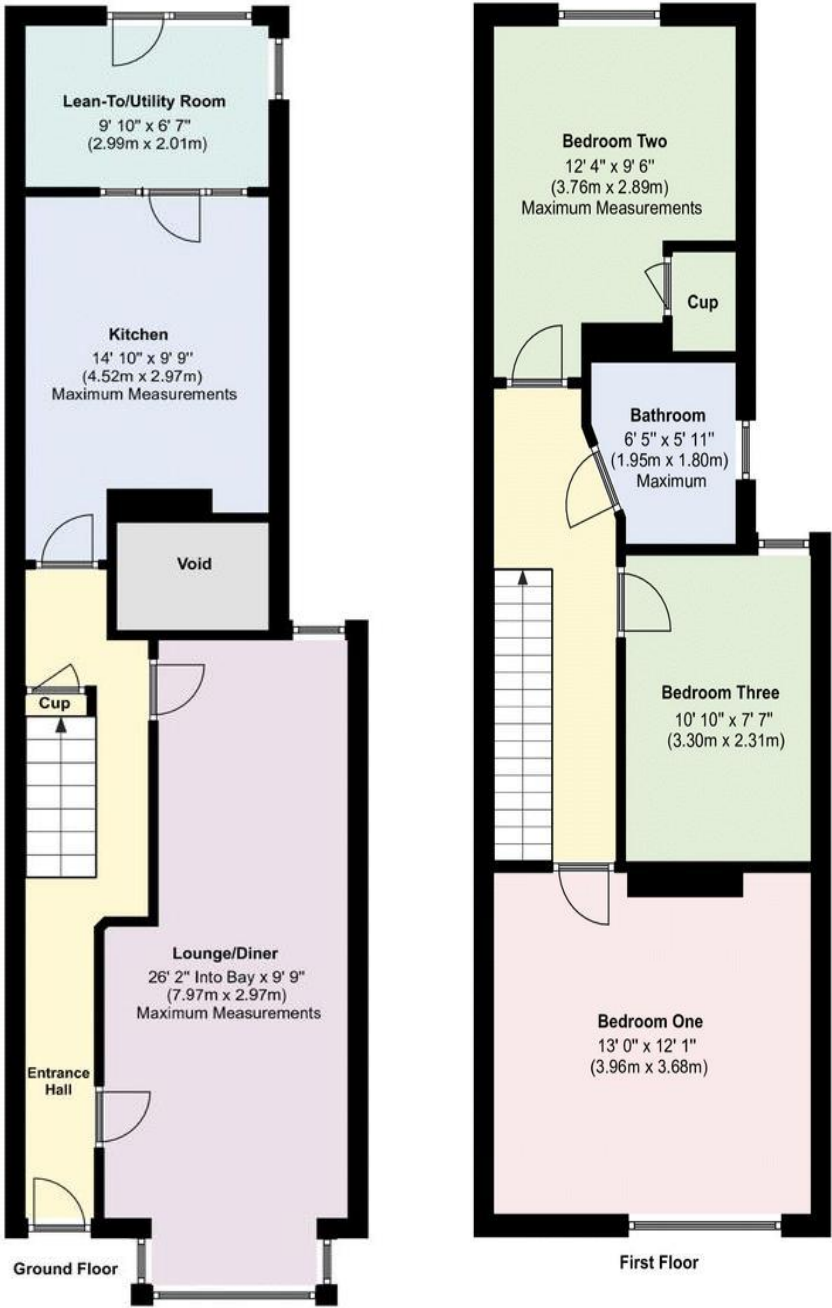 Lean-To/Utility Room
9' 10" x 6' 7"
(2.99m x 2.01m)
Kitchen
14' 10" x 9' 9"
(4.52m x 2.97m)
Maximum Measurements
Void
Cup
Lounge/Diner
26' 2" Into Bay x 9' 9"
(7.97m x 2.97m)
Maximum Measurements
Entrance
Hall
Ground Floor
Bedroom Two
12' 4" x 9' 6"
(3.76m x 2.89m)
Maximum Measurements
Cup
Bathroom
6' 5" x 5' 11"
(1.95m x 1.80m)
Maximum
Bedroom Three
10' 10" x 7' 7"
(3.30m x 2.31m)
Bedroom One
13' 0" x 12' 1"
(3.96m x 3.68m)
First Floor